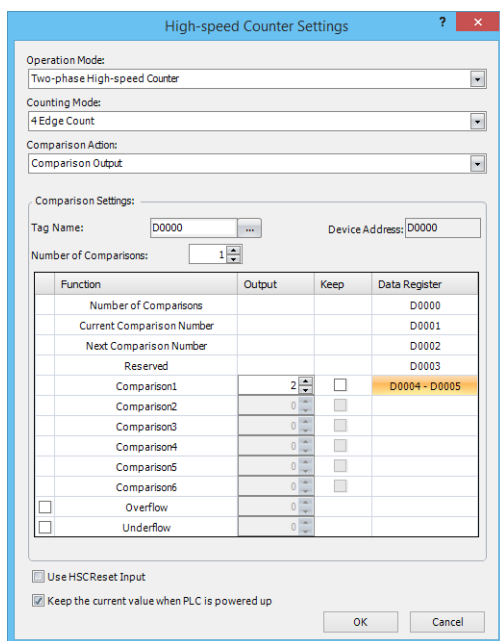 High-speed Counter Settings ? ×
Operation Mode:
Two-phase High-speed Counter
Counting Mode:
4 Edge Count
Comparison Action:
Comparison Output
Comparison Settings:
Tag Name: D0000 ... Device Address: D0000
Number of Comparisons: 1
Function Output Keep Data Register
Number of Comparisons D0000
Current Comparison Number D0001
Next Comparison Number D0002
Reserved D0003
Comparison1 2 D0004 - D0005
Comparison2 0
Comparison3 0
Comparison4 0
Comparison5 0
Comparison6 0
Overflow 0
Underflow 0
Use HSCReset Input
Keep the current value when PLC is powered up
OK Cancel